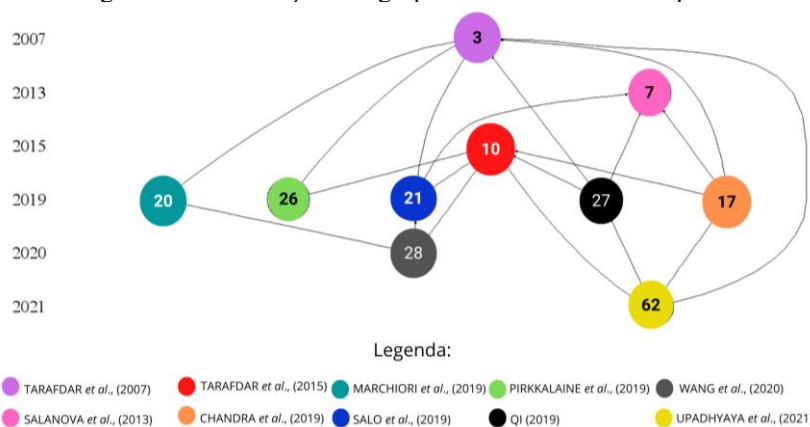 2007
3
2013
7
2015
10
2019
20
26
21
27
17
2020
28
2021
62
Legenda:
TARAFDAR et al., (2007)
TARAFDAR et al., (2015)
MARCHIORI et al., (2019)
PIRKKALAINE et al., (2019)
WANG et al., (2020)
SALANOVA et al., (2013)
CHANDRA et al., (2019)
SALO et al., (2019)
QI (2019)
UPADHYAYA et al., (2021